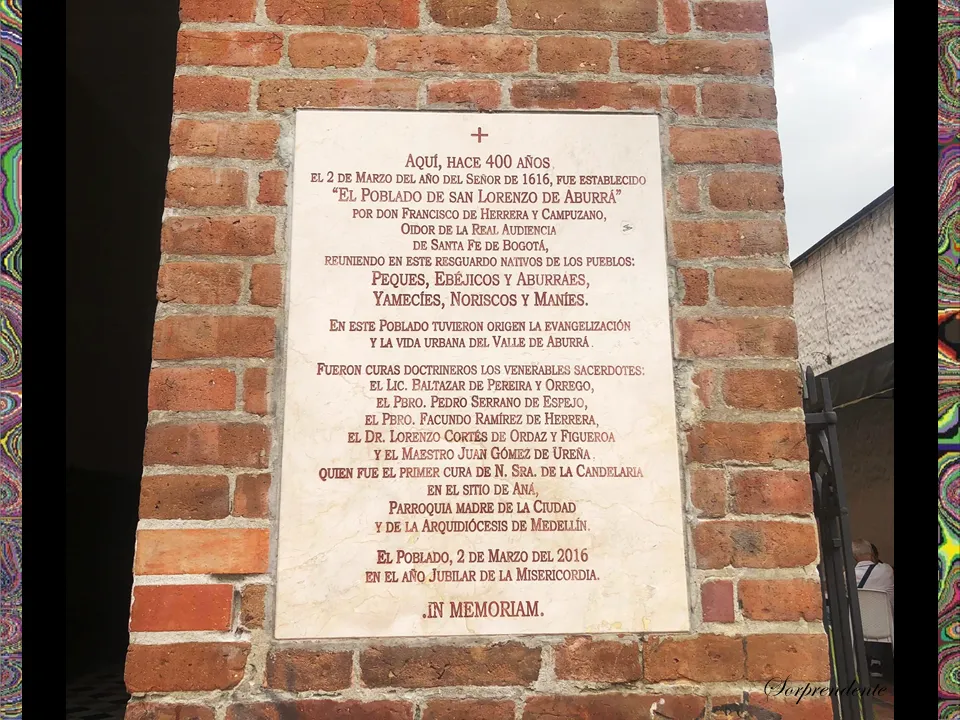 +
AQUÍ, HACE 400 AÑOS
EL 2 DE MARZO DEL AÑO DEL SEÑOR DE 1616, FUE ESTABLECIDO
“EL POBLADO DE SAN LORENZO DE ABURRÁ”
POR DON FRANCISCO DE HERRERA Y CAMPUZANO,
OIDOR DE LA REAL AUDIENCIA
DE SANTA FE DE BOGOTÁ,
REUNIENDO EN ESTE RESGUARDO NATIVOS DE LOS PUEBLOS:
PEQUES, EBÉJICOS Y ABURRAES,
YAMECÍES, NORISCOS Y MANÍES.
EN ESTE POBLADO TUVIERON ORIGEN LA EVANGELIZACIÓN
Y LA VIDA URBANA DEL VALLE DE ABURRÁ.
FUERON CURAS DOCTRINEROS LOS VENERABLES SACERDOTES:
EL LIC. BALTAZAR DE PEREIRA Y ORREGO,
EL PBRO. PEDRO SERRANO DE ESPEJO,
EL PBRO. FACUNDO RAMÍREZ DE HERRERA,
EL DR. LORENZO CORTÉS DE ORDAZ Y FIGUEROA
Y EL MAESTRO JUAN GÓMEZ DE UREÑA,
QUIEN FUE EL PRIMER CURA DE N. SRA. DE LA CANDELARIA
EN EL SITIO DE ANÁ,
PARROQUIA MADRE DE LA CIUDAD
Y DE LA ARQUIDIÓCESIS DE MEDELLÍN.
EL POBLADO, 2 DE MARZO DEL 2016
EN EL AÑO JUBILAR DE LA MISERICORDIA.
.IN MEMORIAM.
Sorprendente